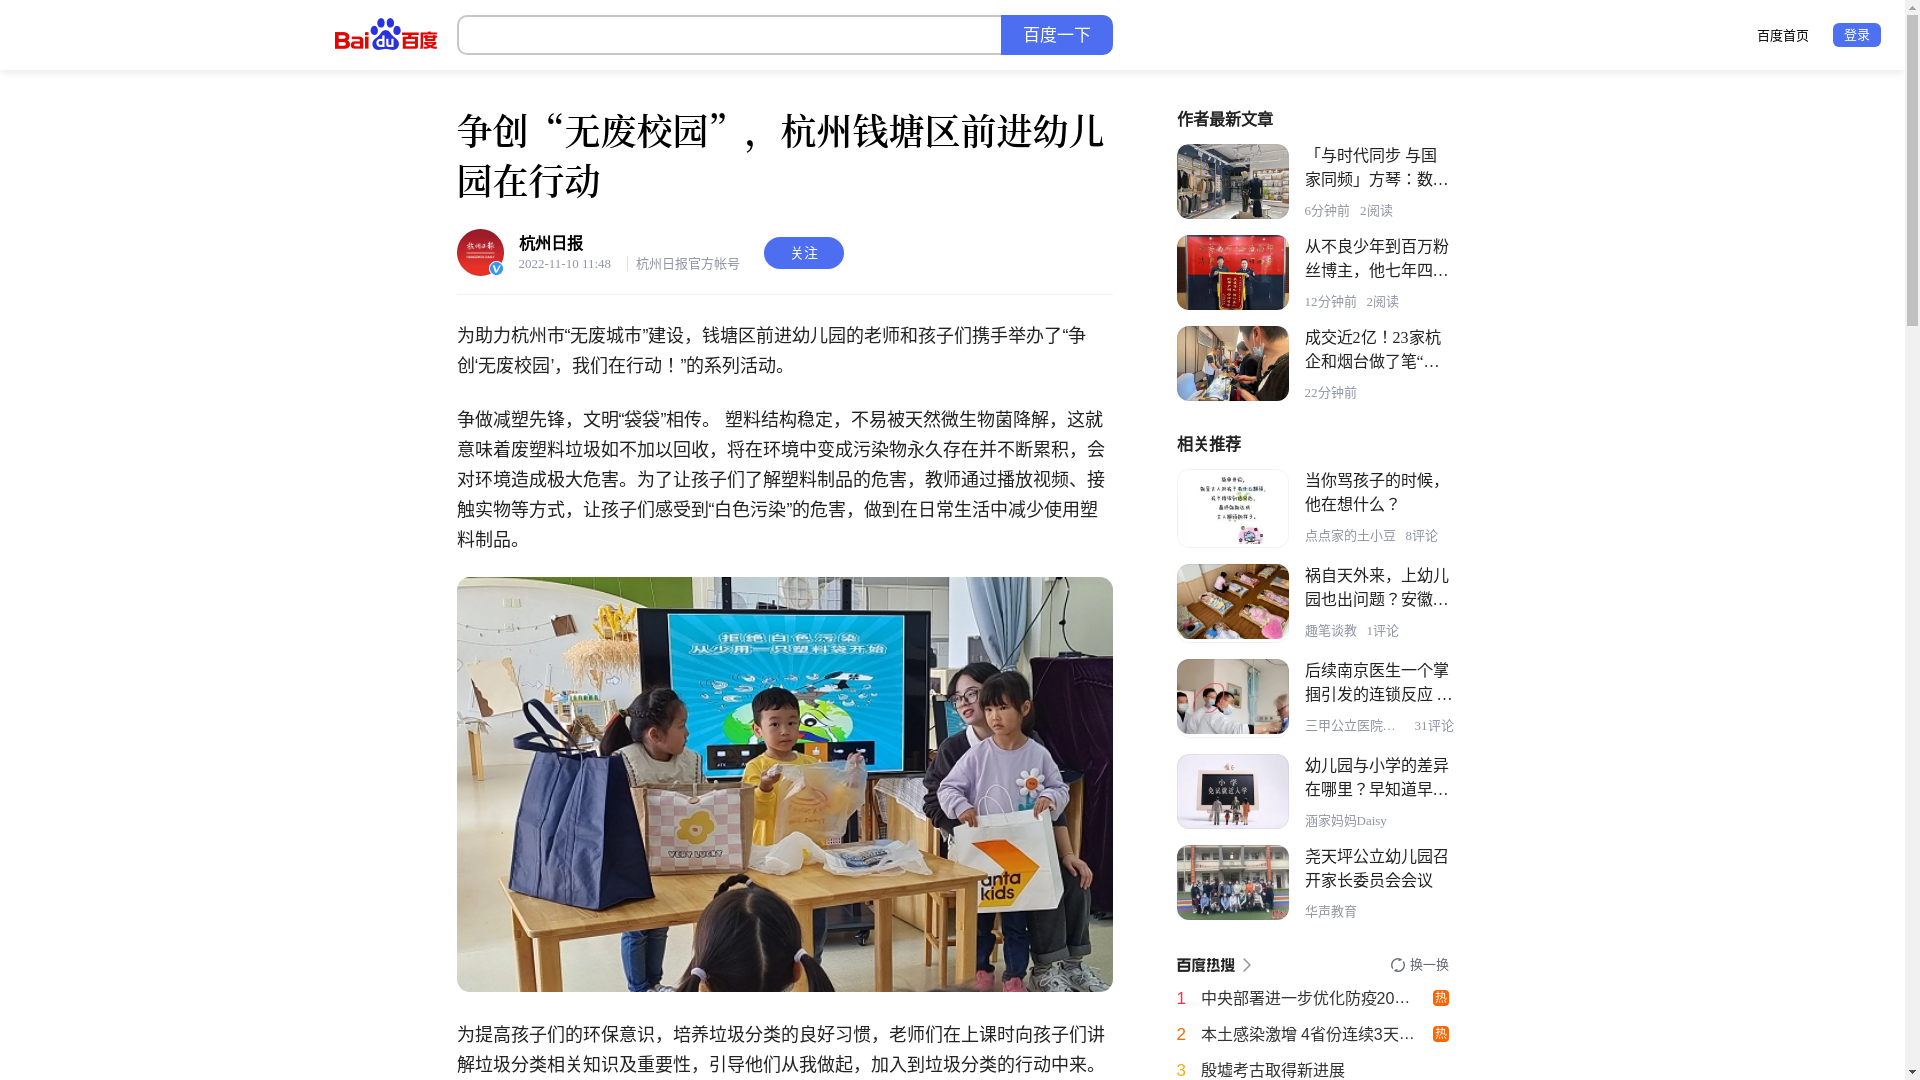 Bai du 百度
百度一下
百度首页
登录
争创“无废校园”，杭州钱塘区前进幼儿
园在行动
杭州日报
2022-11-10 11:48
杭州日报官方帐号
关注
为助力杭州市“无废城市”建设，钱塘区前进幼儿园的老师和孩子们携手举办了“争
创‘无废校园’，我们在行动！”的系列活动。
争做减塑先锋，文明“袋袋”相传。 塑料结构稳定，不易被天然微生物菌降解，这就
意味着废塑料垃圾如不加以回收，将在环境中变成污染物永久存在并不断累积，会
对环境造成极大危害。为了让孩子们了解塑料制品的危害，教师通过播放视频、接
触实物等方式，让孩子们感受到“白色污染”的危害，做到在日常生活中减少使用塑
料制品。
拒绝白色污染
从少用一只塑料袋开始
VERY LUCKY
anta
kids
为提高孩子们的环保意识，培养垃圾分类的良好习惯，老师们在上课时向孩子们讲
解垃圾分类相关知识及重要性，引导他们从我做起，加入到垃圾分类的行动中来。
作者最新文章
「与时代同步 与国
家同频」方琴：数…
6分钟前 2阅读
从不良少年到百万粉
丝博主，他七年四…
12分钟前 2阅读
成交近2亿！23家杭
企和烟台做了笔“…
22分钟前
相关推荐
当你骂孩子的时候，
他在想什么？
点点家的土小豆 8评论
祸自天外来，上幼儿
园也出问题？安徽…
趣笔谈教 1评论
后续南京医生一个掌
掴引发的连锁反应 …
三甲公立医院… 31评论
幼儿园与小学的差异
在哪里？早知道早…
小学
免试就近入学
涵家妈妈Daisy
尧天坪公立幼儿园召
开家长委员会会议
华声教育
百度热搜
换一换
1 中央部署进一步优化防疫20… 热
2 本土感染激增 4省份连续3天… 热
3 殷墟考古取得新进展